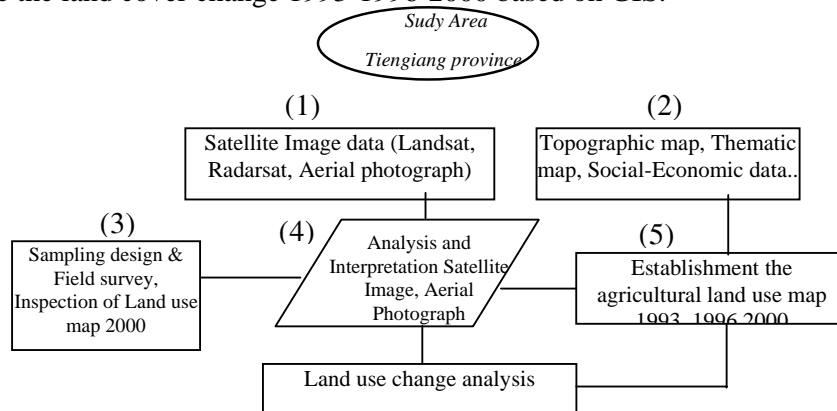 e the land cover change 1993-1996-2000 based on GIS.
Sudy Area
Tiengiang province
(1)
(2)
Satellite Image data (Landsat,
Radarsat, Aerial photograph)
Topographic map, Thematic
map, Social-Economic data..
(3)
(4)
(5)
Sampling design &
Field survey,
Inspection of Land use
map 2000
Analysis and
Interpretation Satellite
Image, Aerial
Photograph
Establishment the
agricultural land use map
1993, 1996,2000
Land use change analysis